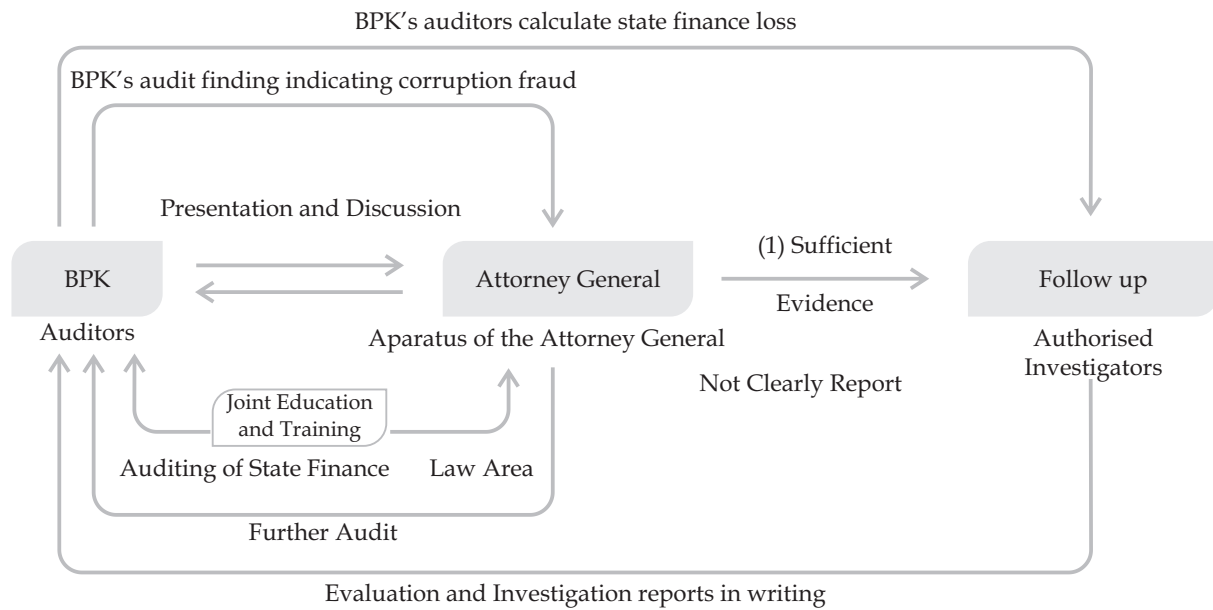 BPK’s auditors calculate state finance loss
BPK’s audit finding indicating corruption fraud
Presentation and Discussion
(1) Sufficient
BPK
Attorney General
Follow up
Evidence
Auditors
Aparatus of the Attorney General
Authorised
Investigators
Not Clearly Report
Joint Education
and Training
Auditing of State Finance
Law Area
Further Audit
Evaluation and Investigation reports in writing